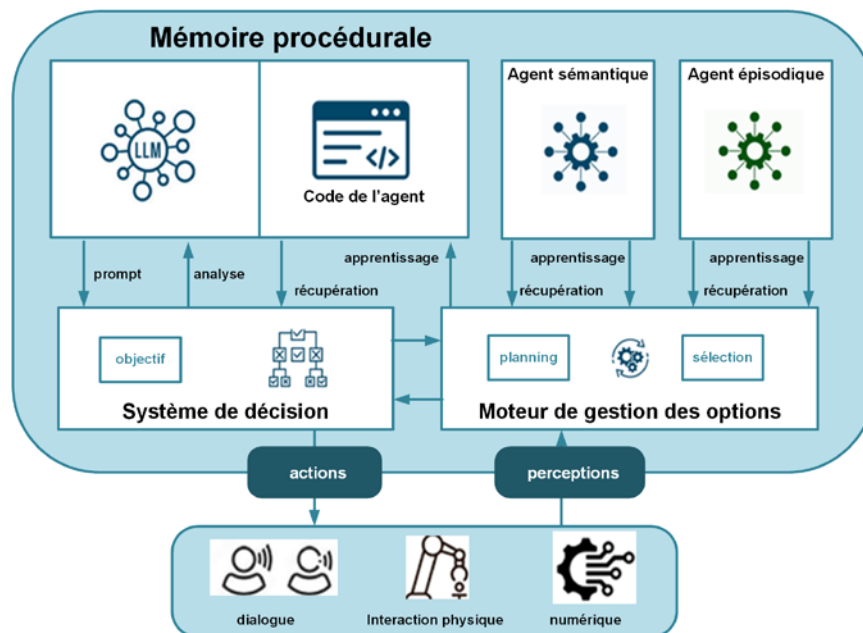 Mémoire procédurale
Agent sémantique
Agent épisodique
LLM
</>
Code de l'agent
prompt
analyse
récupération
apprentissage
apprentissage
récupération
apprentissage
récupération
objectif
planning
sélection
Système de décision
Moteur de gestion des options
actions
perceptions
dialogue
Interaction physique
numérique